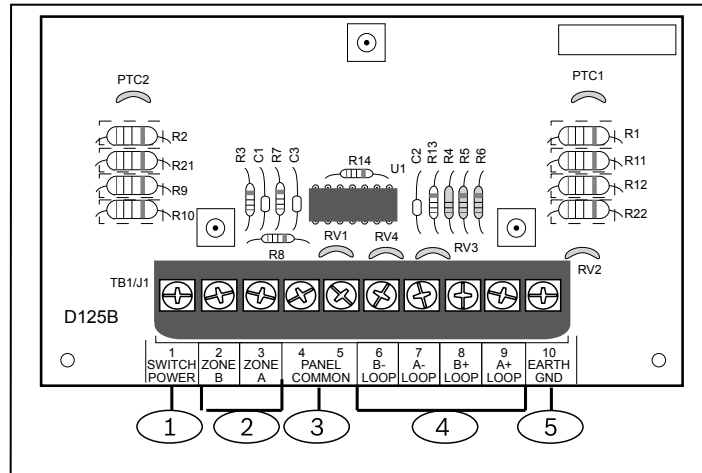 PTC2
PTC1
R2
R21
R9
R10
R3
C1
R7
C3
R14
U1
C2
R13
R4
R5
R6
R1
R11
R12
R22
R8
RV1
RV4
RV3
RV2
TB1/J1
D125B
1 2 3 4 5 6 7 8 9 10
SWITCH ZONE ZONE PANEL B- A- B+ A+ EARTH
POWER B A COMMON LOOP LOOP LOOP LOOP GND
1 2 3 4 5